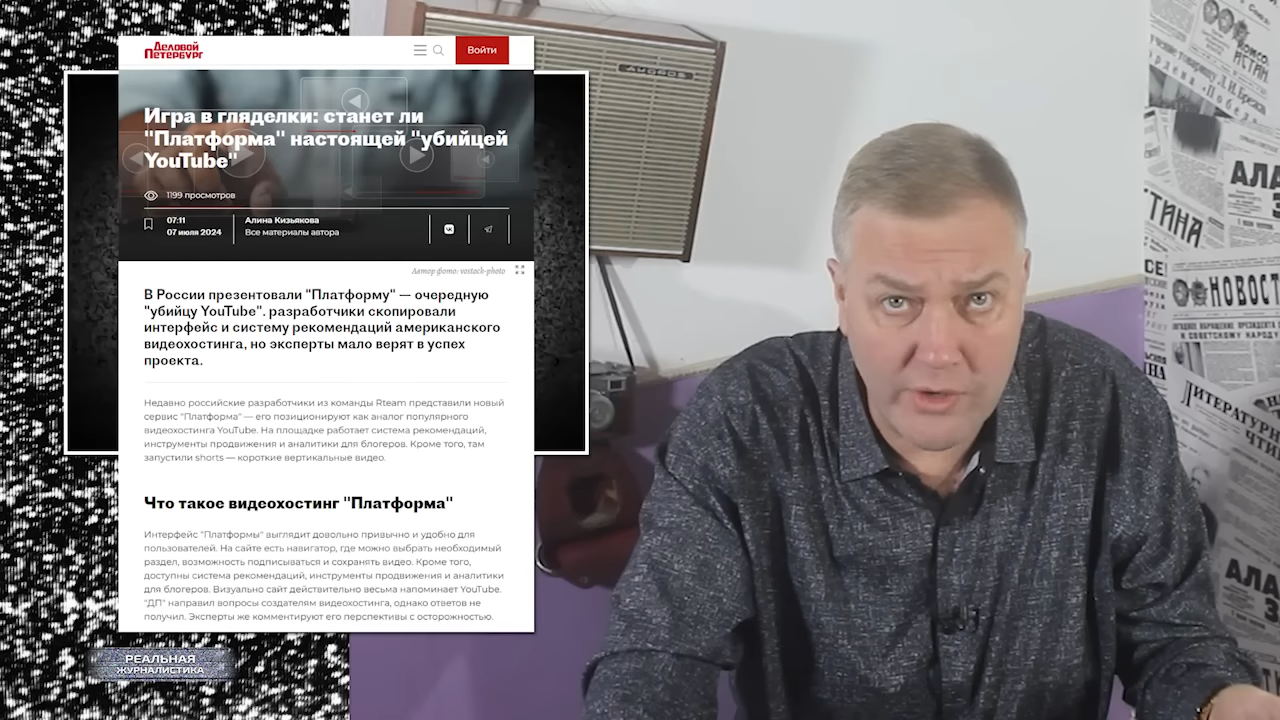 Деловой
Петербург
Войти
Игра в гляделки: станет ли
"Платформа" настоящей "убийцей
YouTube"
1199 просмотров
07:11
07 июля 2024
Алина Кизьякова
Все материалы автора
Автор фото: vostock-photo
В России презентовали "Платформу" — очередную
"убийцу YouTube". разработчики скопировали
интерфейс и систему рекомендаций американского
видеохостинга, но эксперты мало верят в успех
проекта.
Недавно российские разработчики из команды Rteam представили новый
сервис "Платформа" — его позиционируют как аналог популярного
видеохостинга YouTube. На площадке работает система рекомендаций,
инструменты продвижения и аналитики для блогеров. Кроме того, там
запустили shorts — короткие вертикальные видео.
Что такое видеохостинг "Платформа"
Интерфейс "Платформы" выглядит довольно привычно и удобно для
пользователей. На сайте есть навигатор, где можно выбрать необходимый
раздел, возможность подписываться и сохранять видео. Кроме того,
доступны система рекомендаций, инструменты продвижения и аналитики
для блогеров. Визуально сайт действительно весьма напоминает YouTube.
"ДП" направил вопросы создателям видеохостинга, однако ответов не
получил. Эксперты же комментируют его перспективы с осторожностью.
РЕАЛЬНАЯ
ЖУРНАЛИСТИКА
АЛА
ТИНА
НОВОСТ
И СОВЕТСКОМУ НАРОДУ
ЛИТЕРАТУРН
ЧТИ
АЛА